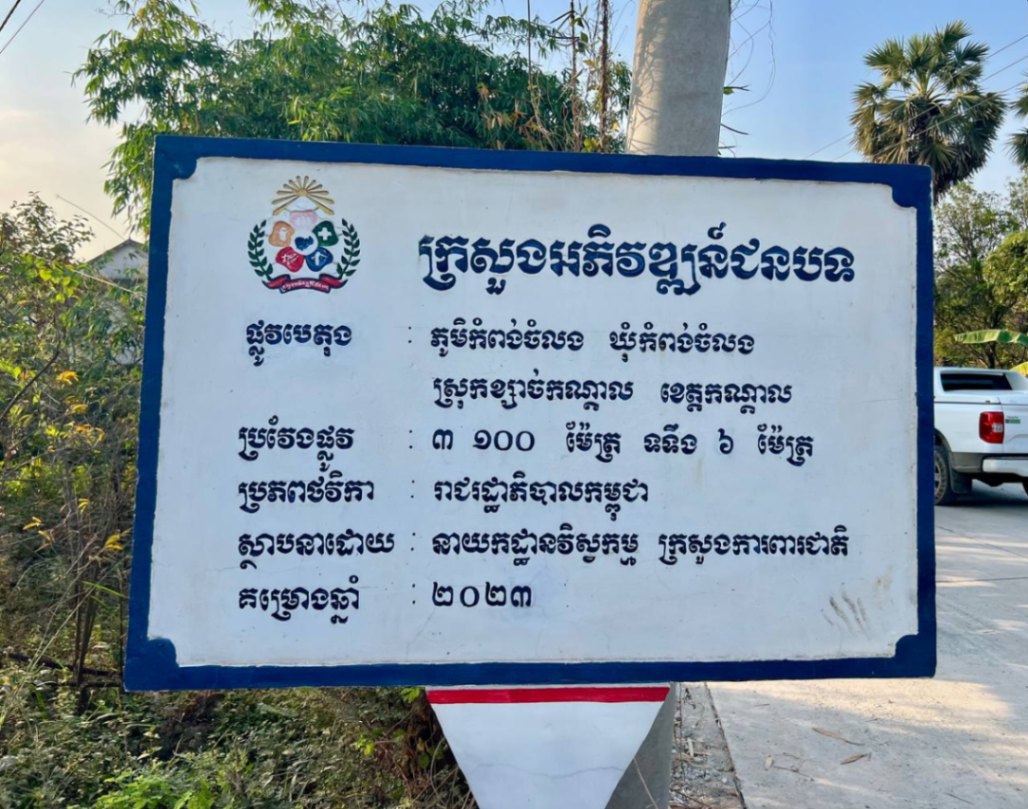 ក្រសួងអភិវឌ្ឍន៍ជនបទ
ផ្លូវបេតុង : ភូមិកំពង់ចំលង ឃុំកំពង់ចំលង
ស្រុកខ្សាច់កណ្ដាល ខេត្តកណ្ដាល
ប្រវែងផ្លូវ : ៣ ១០០ ម៉ែត្រ ទទឹង ៦ ម៉ែត្រ
ប្រភពថវិកា : រាជរដ្ឋាភិបាលកម្ពុជា
ស្ថាបនាដោយ : នាយកដ្ឋានវិស្វកម្ម ក្រសួងការពារជាតិ
គម្រោងឆ្នាំ : ២០២៣